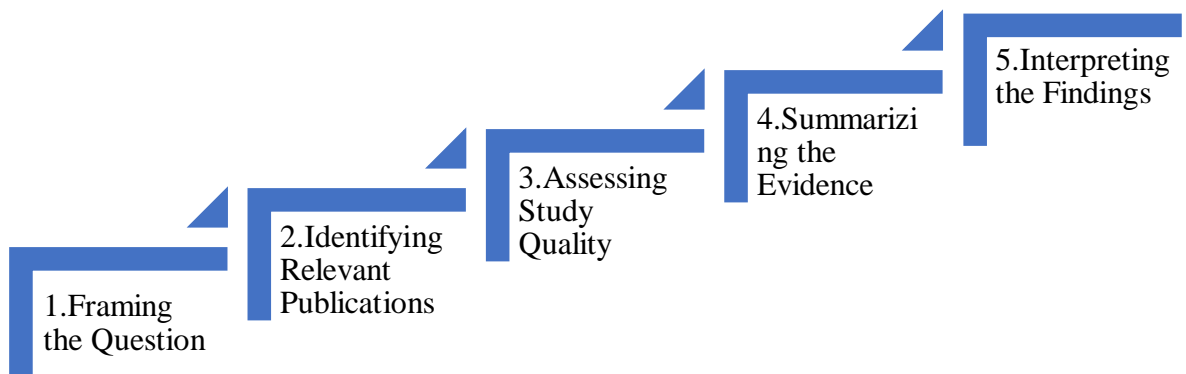 1.Framing
the Question
2.Identifying
Relevant
Publications
3.Assessing
Study
Quality
4.Summarizi
ng the
Evidence
5.Interpreting
the Findings